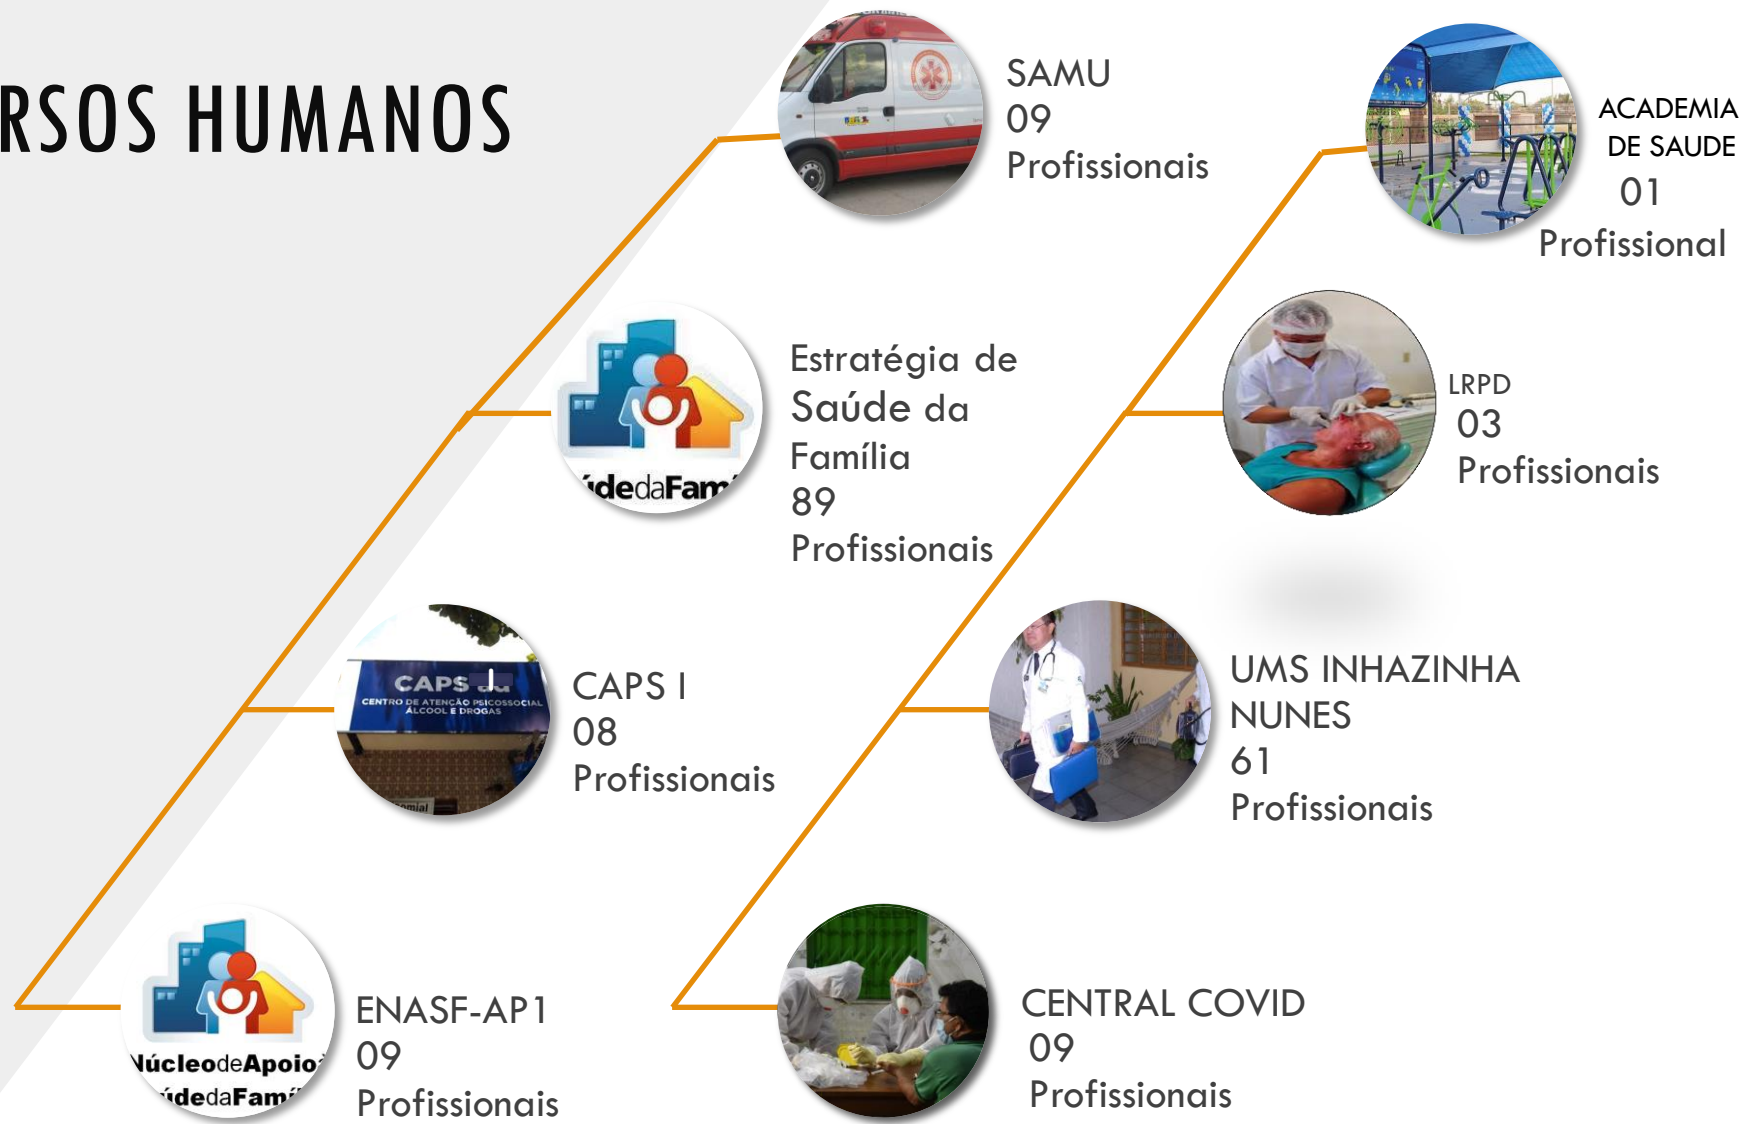 RSOS HUMANOS
SAMU
09
Profissionais
ACADEMIA
DE SAUDE
01
Profissional
Estratégia de
Saúde da
Família
89
Profissionais
údedaFamí
LRPD
03
Profissionais
CAPS I
08
Profissionais
CAPS
CENTRO DE ATENÇÃO PSICOSSOCIAL
ÁLCOOL E DROGAS
UMS INHAZINHA
NUNES
61
Profissionais
ENASF-AP1
09
Profissionais
NúcleodeApoio
údedaFamí
CENTRAL COVID
09
Profissionais